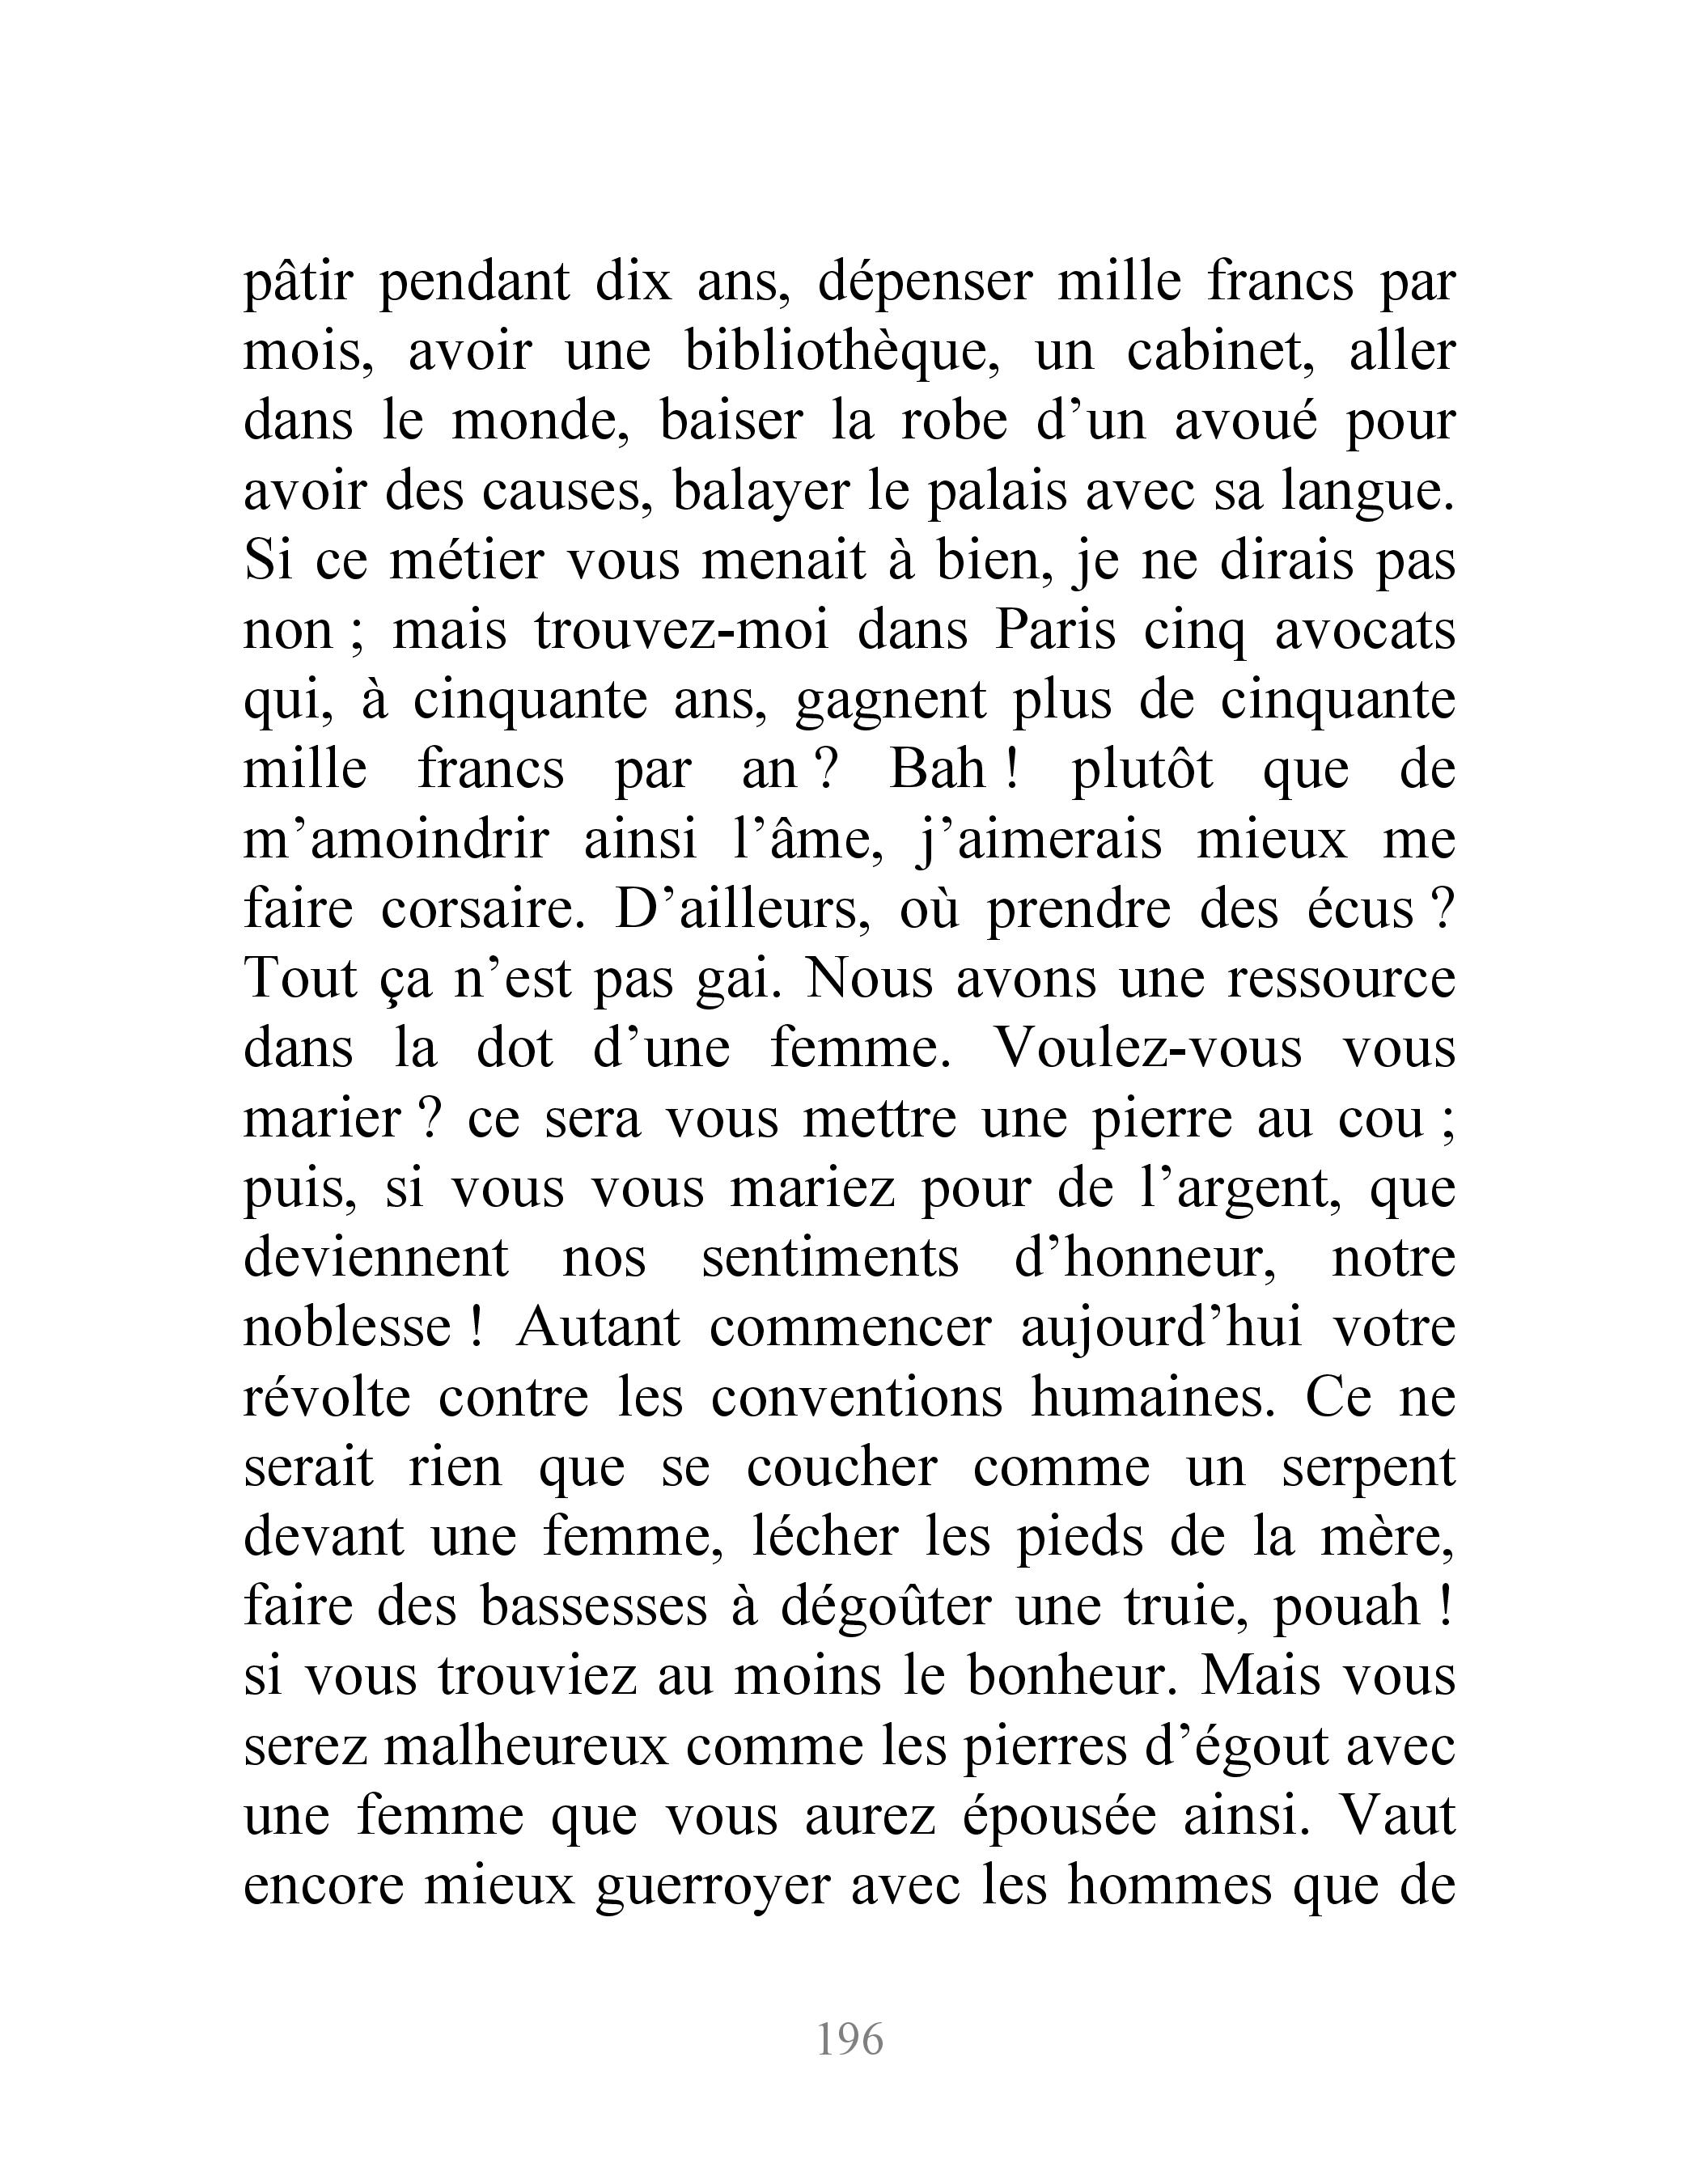 pâtir pendant dix ans, dépenser mille francs par
mois, avoir une bibliothèque, un cabinet, aller
dans le monde, baiser la robe d’un avoué pour
avoir des causes, balayer le palais avec sa langue.
Si ce métier vous menait à bien, je ne dirais pas
non ; mais trouvez-moi dans Paris cinq avocats
qui, à cinquante ans, gagnent plus de cinquante
mille francs par an ? Bah ! plutôt que de
m’amoindrir ainsi l’âme, j’aimerais mieux me
faire corsaire. D’ailleurs, où prendre des écus ?
Tout ça n’est pas gai. Nous avons une ressource
dans la dot d’une femme. Voulez-vous vous
marier ? ce sera vous mettre une pierre au cou ;
puis, si vous vous mariez pour de l’argent, que
deviennent nos sentiments d’honneur, notre
noblesse ! Autant commencer aujourd’hui votre
révolte contre les conventions humaines. Ce ne
serait rien que se coucher comme un serpent
devant une femme, lécher les pieds de la mère,
faire des bassesses à dégoûter une truie, pouah !
si vous trouviez au moins le bonheur. Mais vous
serez malheureux comme les pierres d’égout avec
une femme que vous aurez épousée ainsi. Vaut
encore mieux guerroyer avec les hommes que de
196